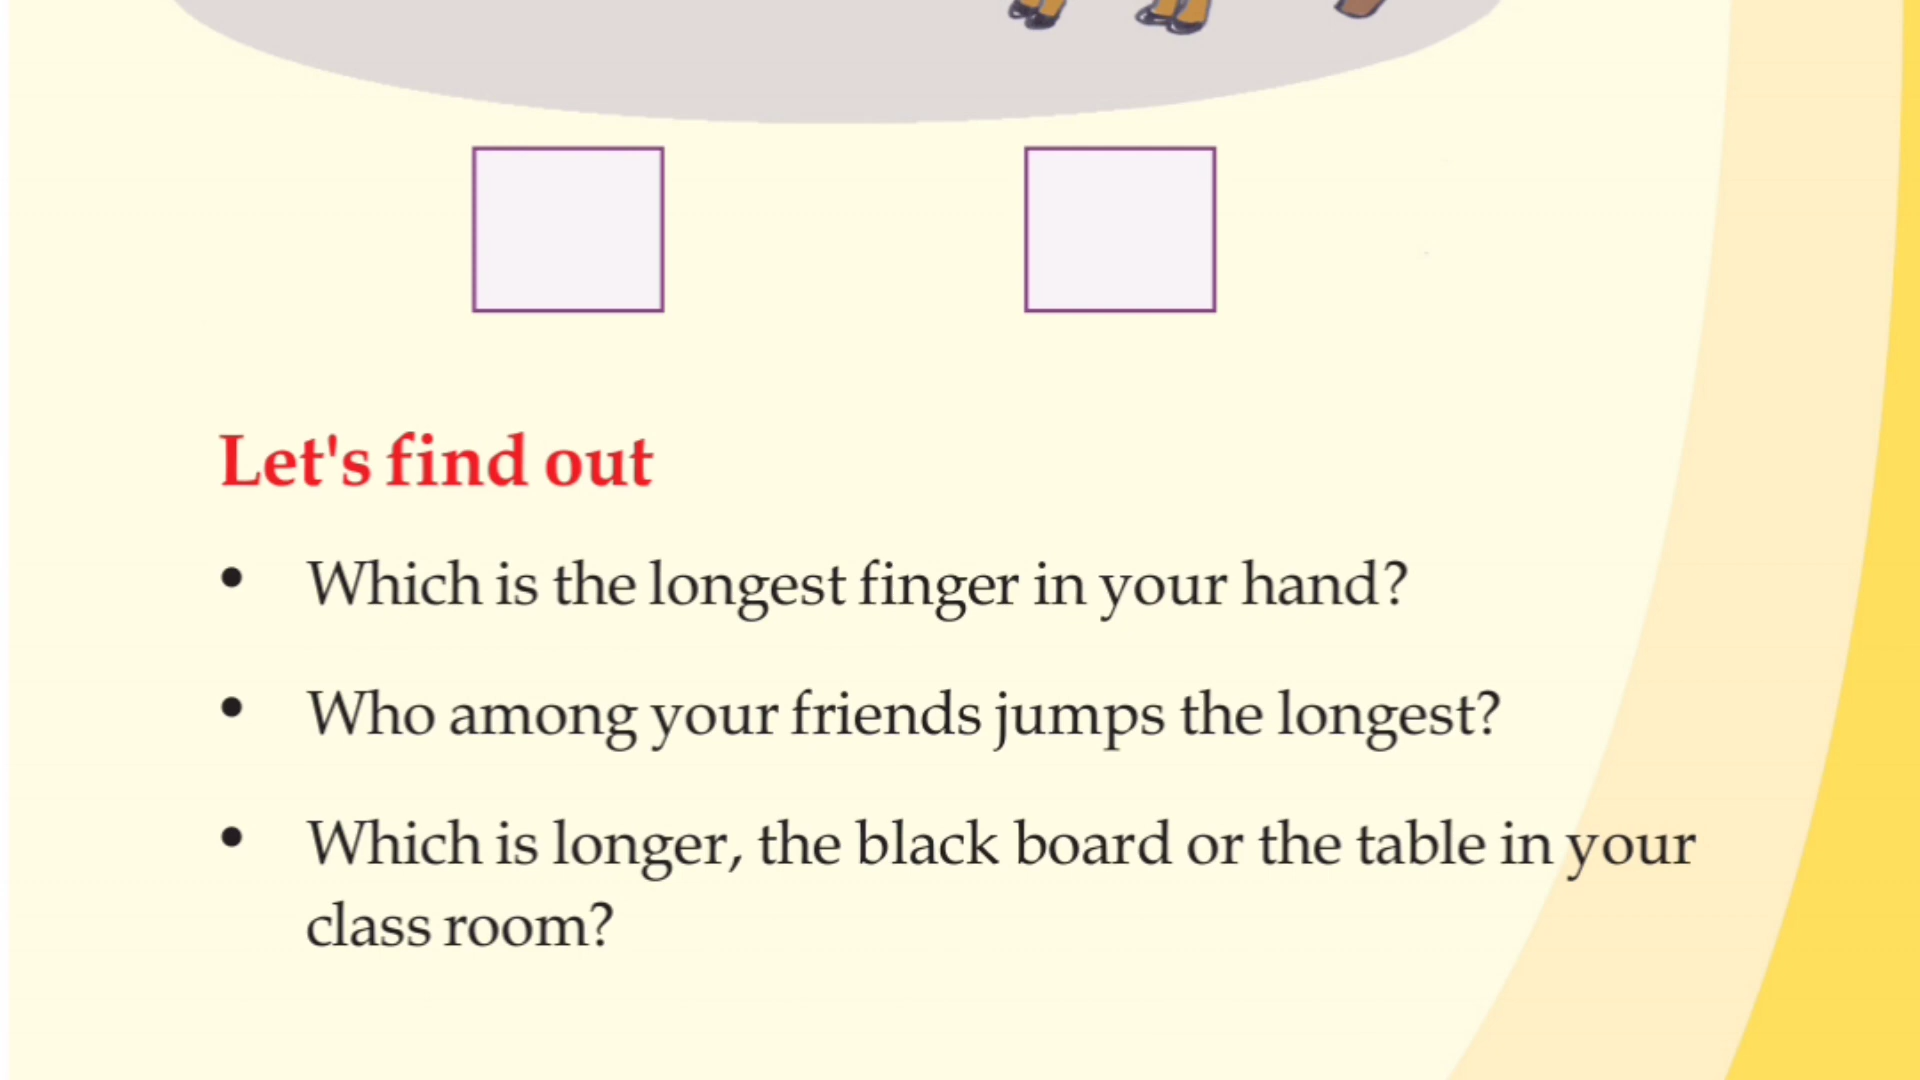 Let's find out
• Which is the longest finger in your hand?
• Who among your friends jumps the longest?
• Which is longer, the black board or the table in your
class room?